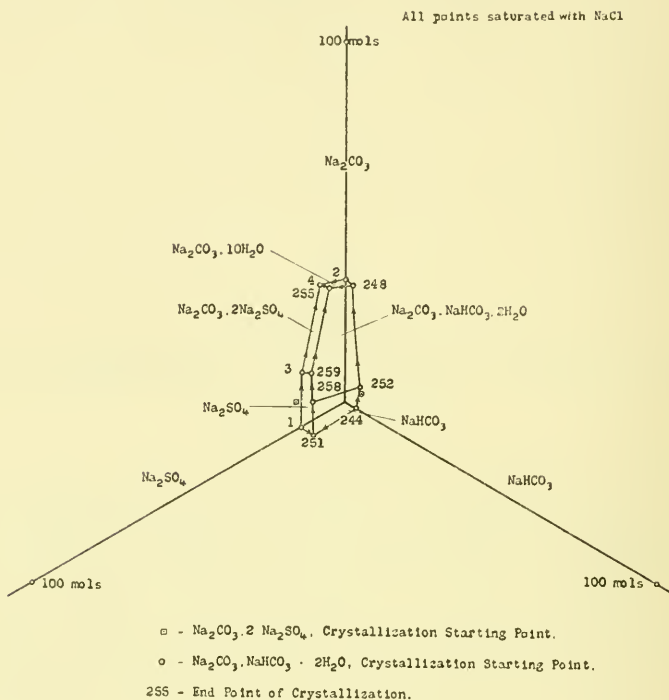 All points saturated with NaCl
100 mols
Na₂CO₃
Na₂CO₃.10H₂O
2
4
248
255
Na₂CO₃.2Na₂SO₄
Na₂CO₃.NaHCO₃.2H₂O
3
259
258
252
Na₂SO₄
NaHCO₃
1
244
251
Na₂SO₄
NaHCO₃
100 mols
100 mols
⊡ - Na₂CO₃.2 Na₂SO₄, Crystallization Starting Point.
o - Na₂CO₃.NaHCO₃ · 2H₂O, Crystallization Starting Point.
255 - End Point of Crystallization.